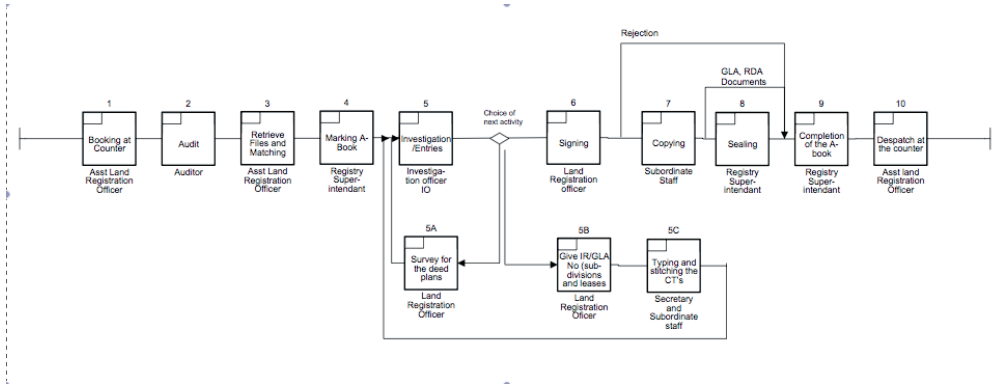 Rejection
GLA, RDA
Documents
1
Booking at
Counter
Asst Land
Registration
Officer
2
Audit
Auditor
3
Retrieve
Files and
Matching
Asst Land
Registration
Officer
4
Marking A-
Book
Registry
Super-
intendant
5
Investigation
/Entries
Investiga-
tion officer
IO
Choice of
next activity
6
Signing
Land
Registration
officer
7
Copying
Subordinate
Staff
8
Sealing
Registry
Super-
intendant
9
Completion
of the A-
book
Registry
Super-
intendant
10
Despatch at
the counter
Asst land
Registration
Officer
5A
Survey for
the deed
plans
Land
Registration
Officer
5B
Give IR/GLA
No (sub-
divisions
and leases
Land
Registration
Oficer
5C
Typing and
stitching the
CT's
Secretary
and
Subordinate
staff